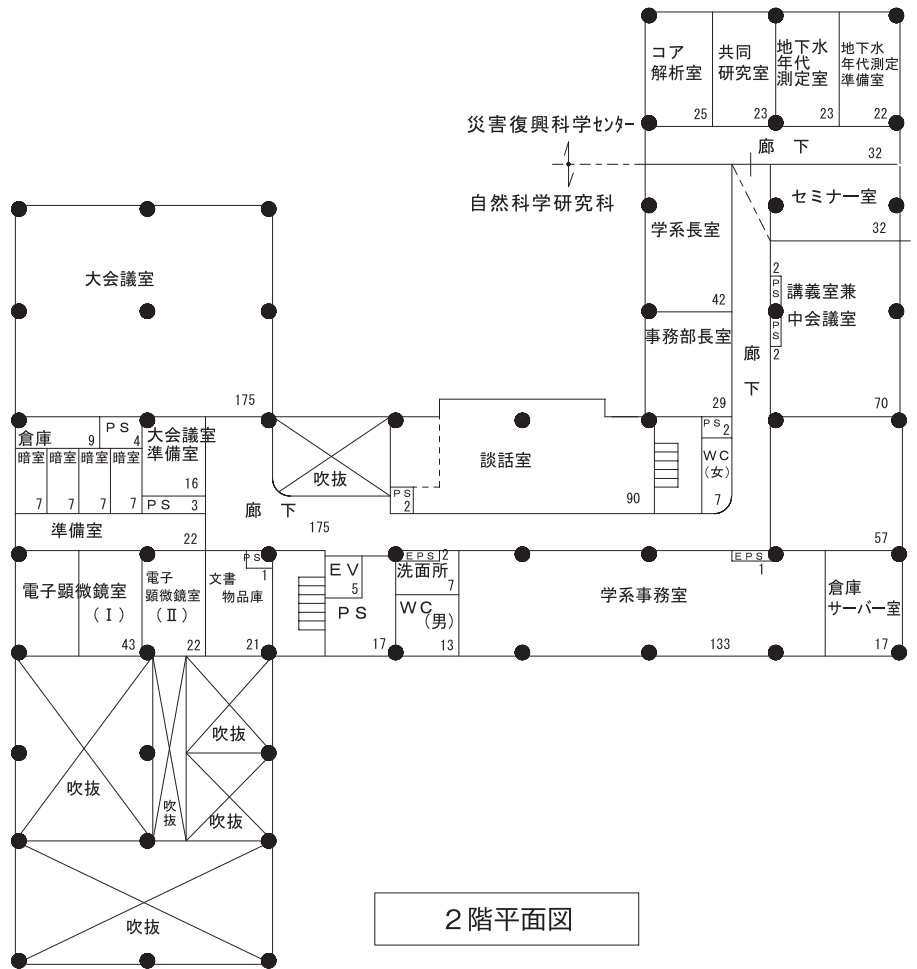 コア
解析室
25
共同
研究室
23
地下水
年代
測定室
23
地下水
年代測定
準備室
22
災害復興科学センター
自然科学研究科
廊 下
32
セミナー室
32
学系長室
42
事務部長室
29
廊
下
2
PS
PS
2
講義室兼
中会議室
70
大会議室
175
倉庫
9
PS
4
大会議室
準備室
16
暗室
7
暗室
7
暗室
7
暗室
7
PS 3
準備室
22
吹抜
廊 下
175
PS
2
談話室
90
PS 2
WC
(女)
7
57
電子顕微鏡室
(Ⅰ)
43
電子
顕微鏡室
(Ⅱ)
22
PS
1
文書
物品庫
21
EV
5
PS
17
EPS 2
洗面所
7
WC
(男)
13
学系事務室
133
EPS
1
倉庫
サーバー室
17
吹抜
吹抜
吹抜
吹抜
吹抜
2階平面図